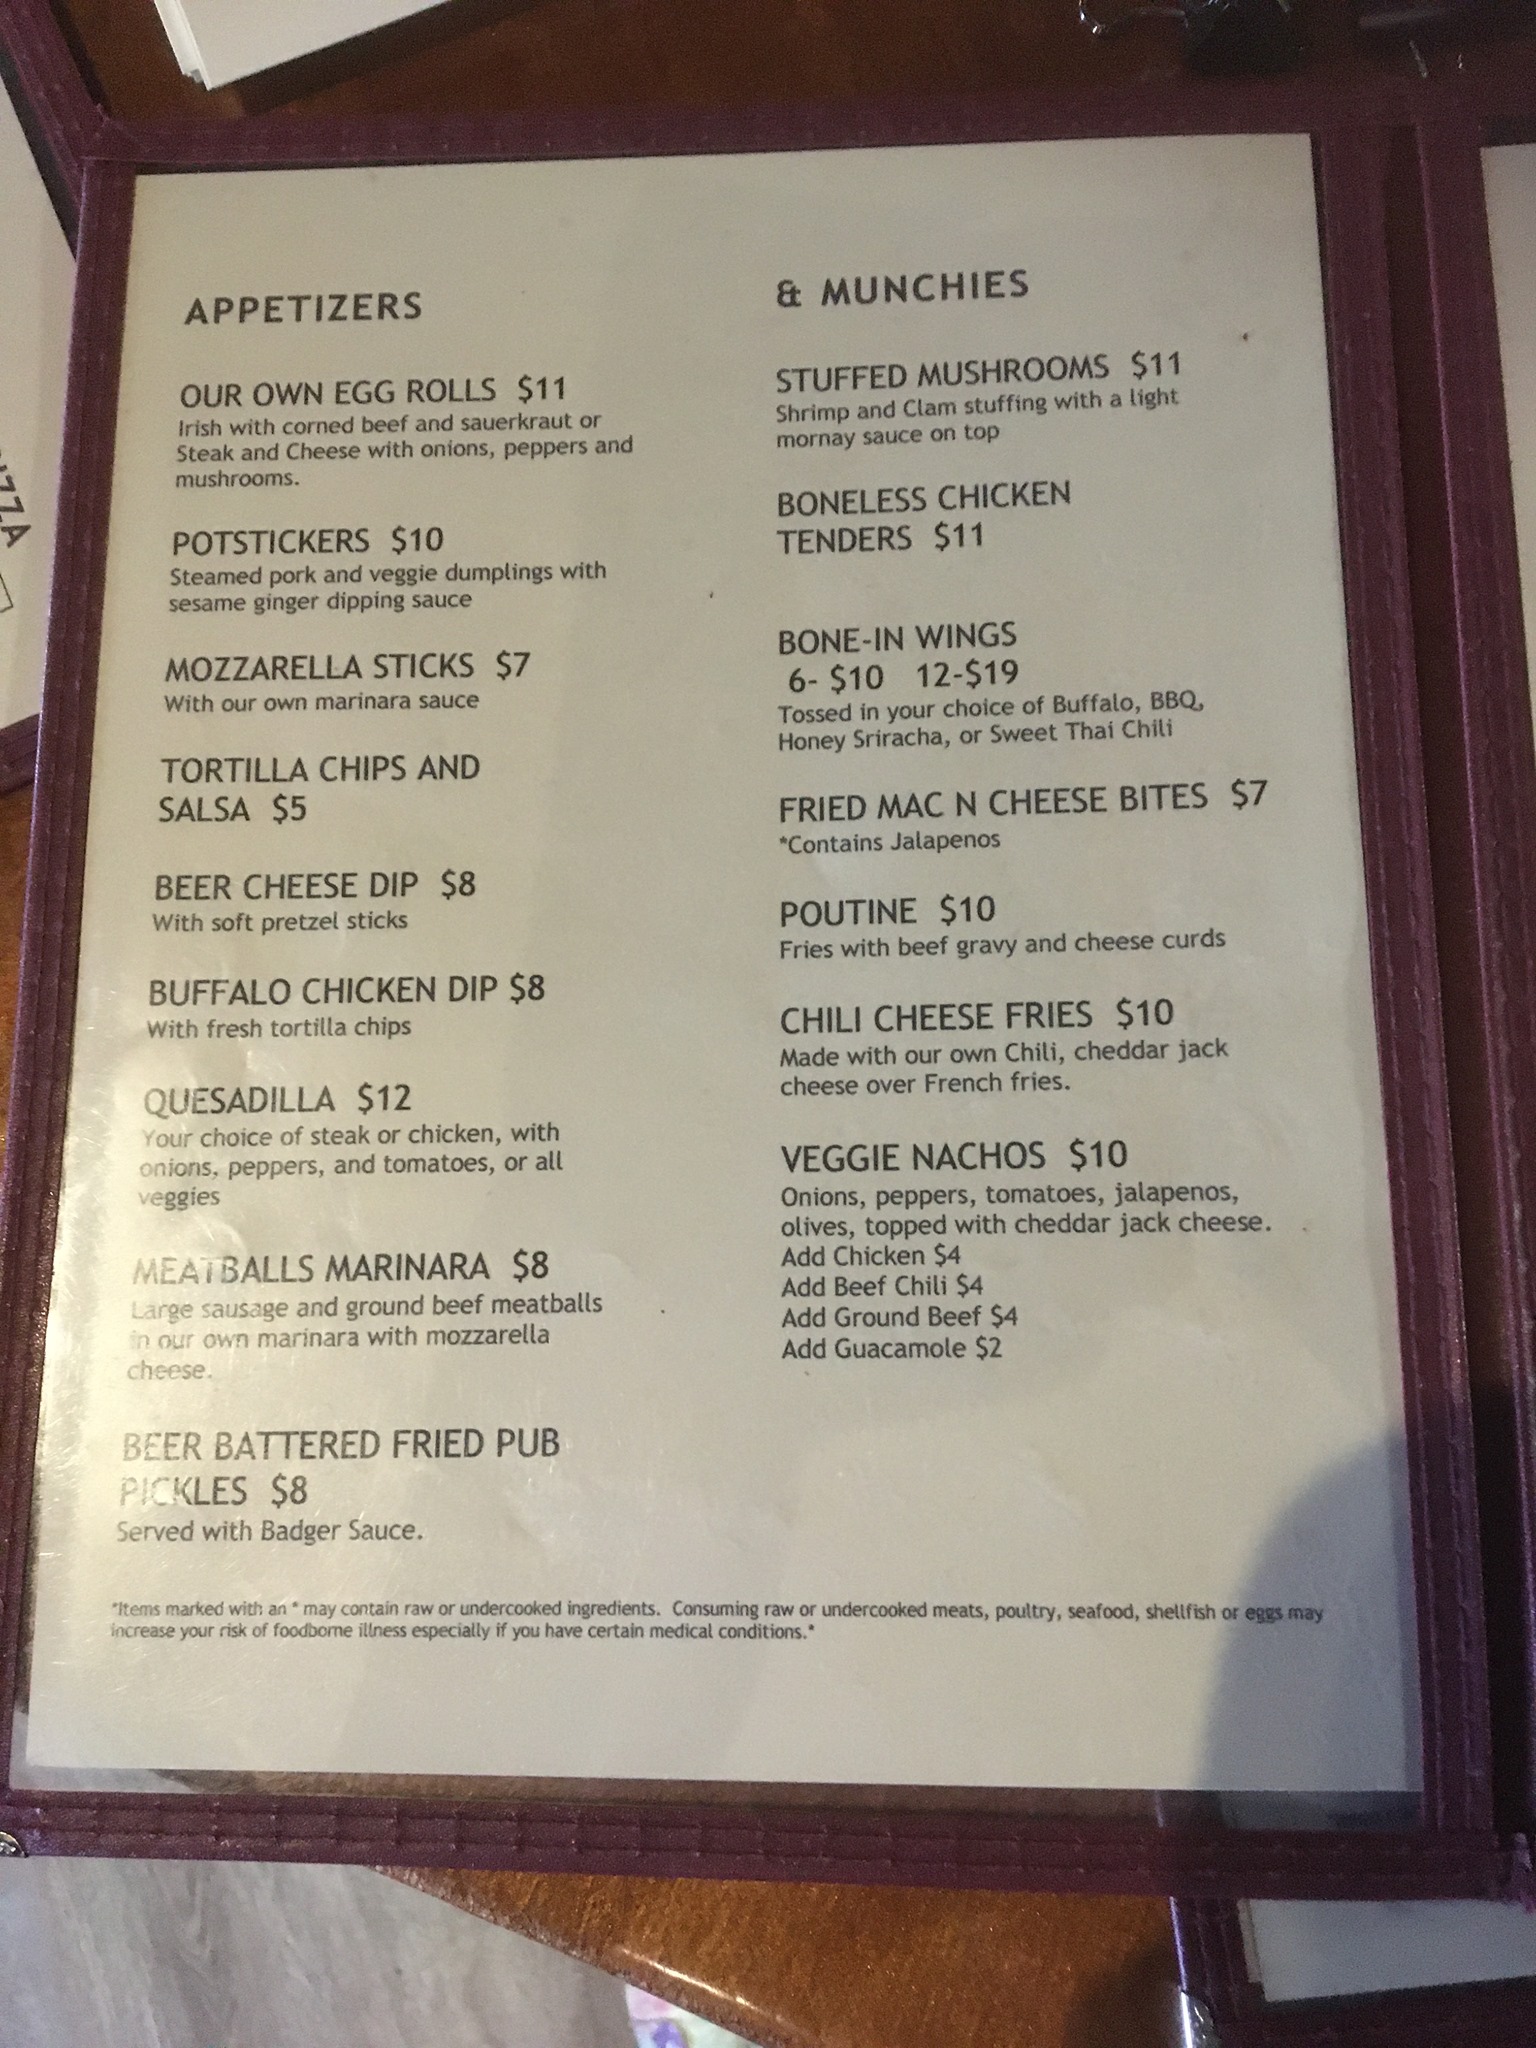 APPETIZERS
OUR OWN EGG ROLLS $11
Irish with corned beef and sauerkraut or
Steak and Cheese with onions, peppers and
mushrooms.
POTSTICKERS $10
Steamed pork and veggie dumplings with
sesame ginger dipping sauce
MOZZARELLA STICKS $7
With our own marinara sauce
TORTILLA CHIPS AND
SALSA $5
BEER CHEESE DIP $8
With soft pretzel sticks
BUFFALO CHICKEN DIP $8
With fresh tortilla chips
QUESADILLA $12
Your choice of steak or chicken, with
onions, peppers, and tomatoes, or all
veggies
MEATBALLS MARINARA $8
Large sausage and ground beef meatballs
in our own marinara with mozzarella
cheese.
BEER BATTERED FRIED PUB
PICKLES $8
Served with Badger Sauce.
& MUNCHIES
STUFFED MUSHROOMS $11
Shrimp and Clam stuffing with a light
mornay sauce on top
BONELESS CHICKEN
TENDERS $11
BONE-IN WINGS
6- $10 12-$19
Tossed in your choice of Buffalo, BBQ,
Honey Sriracha, or Sweet Thai Chili
FRIED MAC N CHEESE BITES $7
*Contains Jalapenos
POUTINE $10
Fries with beef gravy and cheese curds
CHILI CHEESE FRIES $10
Made with our own Chili, cheddar jack
cheese over French fries.
VEGGIE NACHOS $10
Onions, peppers, tomatoes, jalapenos,
olives, topped with cheddar jack cheese.
Add Chicken $4
Add Beef Chili $4
Add Ground Beef $4
Add Guacamole $2
*Items marked with an * may contain raw or undercooked ingredients. Consuming raw or undercooked meats, poultry, seafood, shellfish or eggs may
increase your risk of foodborne illness especially if you have certain medical conditions.*